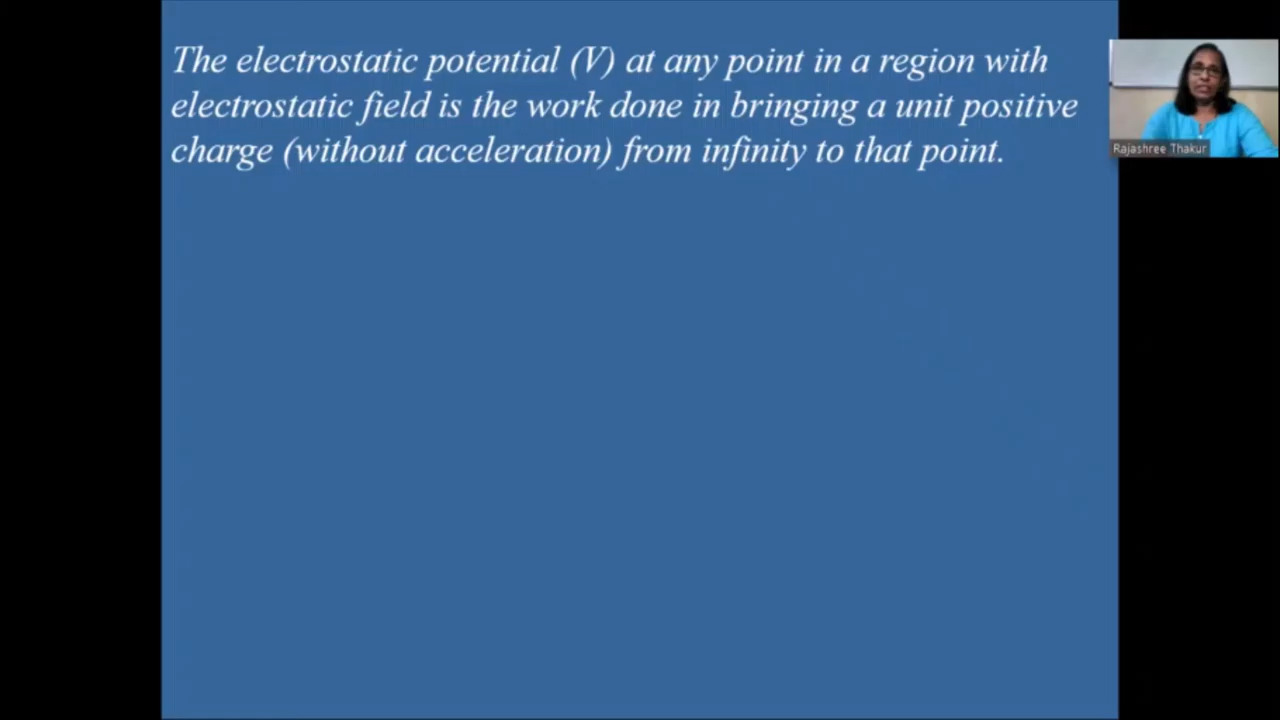 The electrostatic potential (V) at any point in a region with
electrostatic field is the work done in bringing a unit positive
charge (without acceleration) from infinity to that point.
Rajashree Thakur